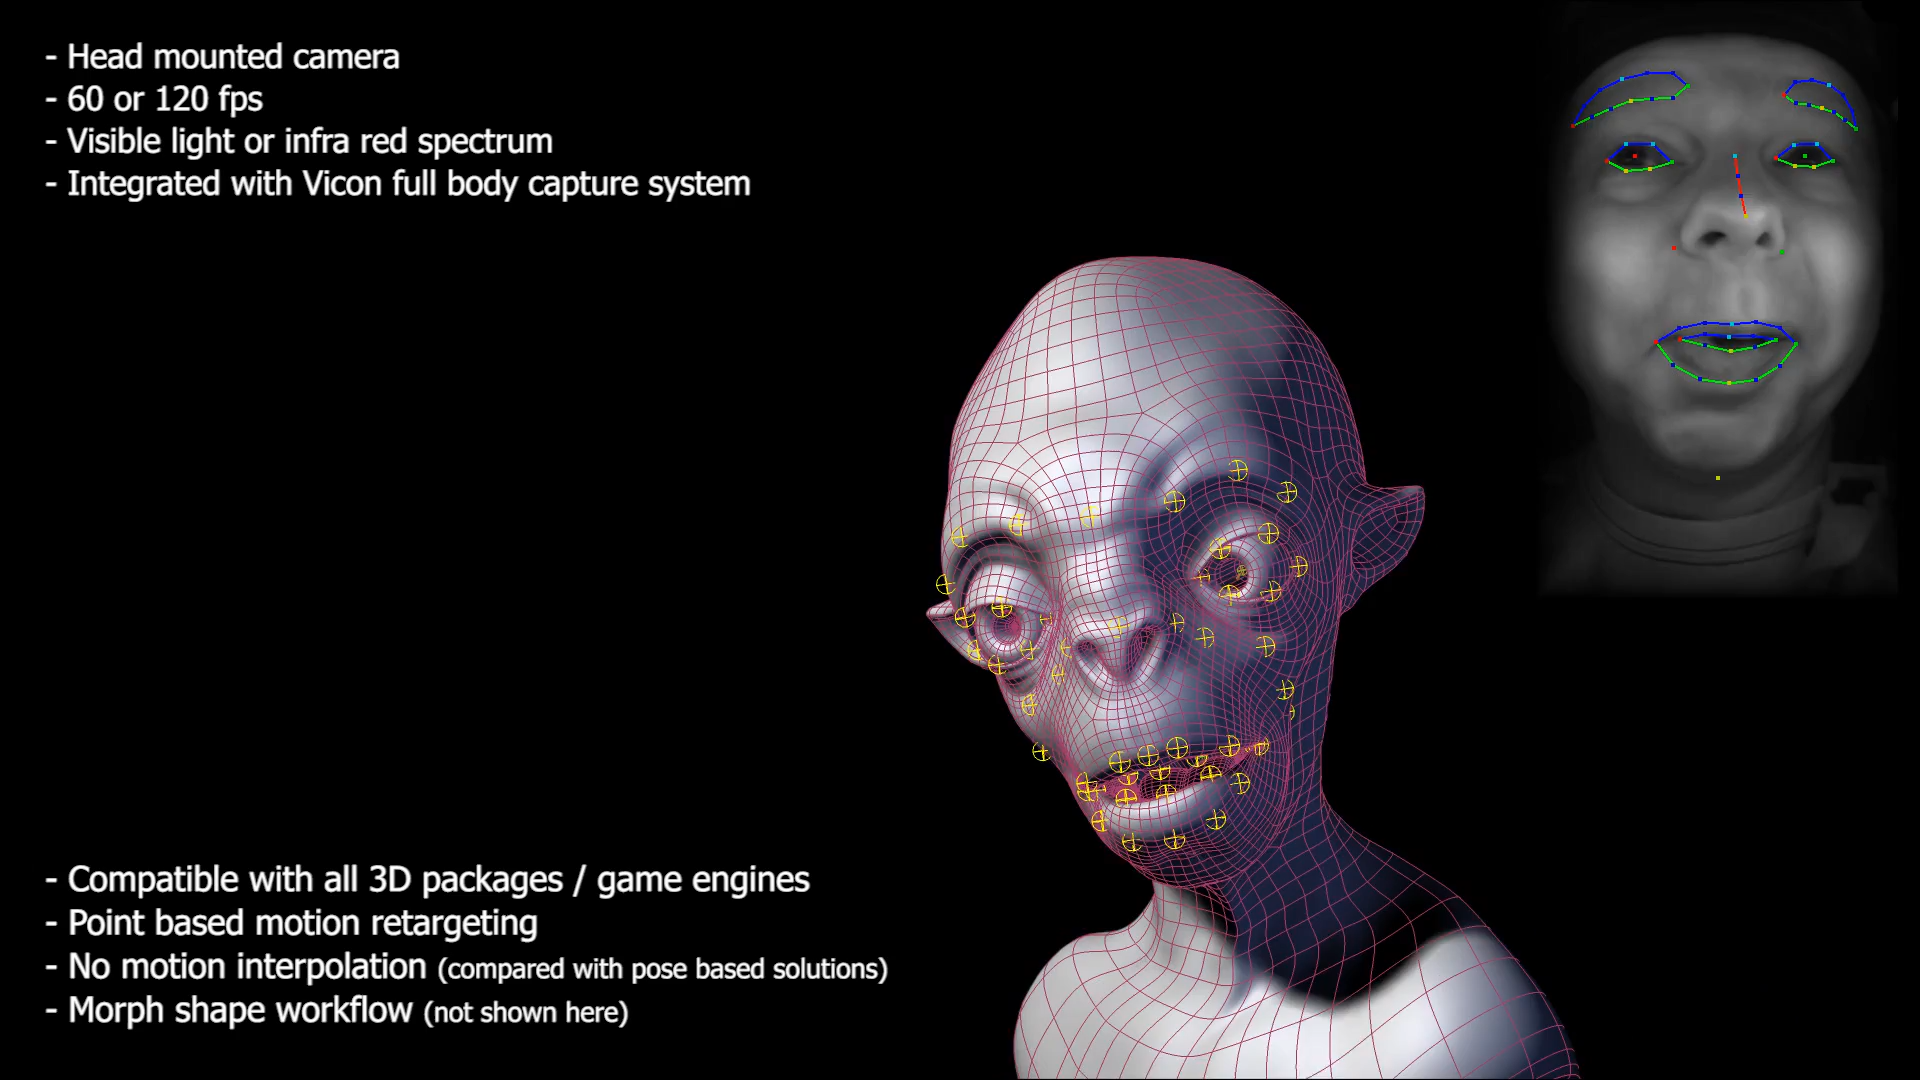 - Head mounted camera
- 60 or 120 fps
- Visible light or infra red spectrum
- Integrated with Vicon full body capture system
- Compatible with all 3D packages / game engines
- Point based motion retargeting
- No motion interpolation (compared with pose based solutions)
- Morph shape workflow (not shown here)